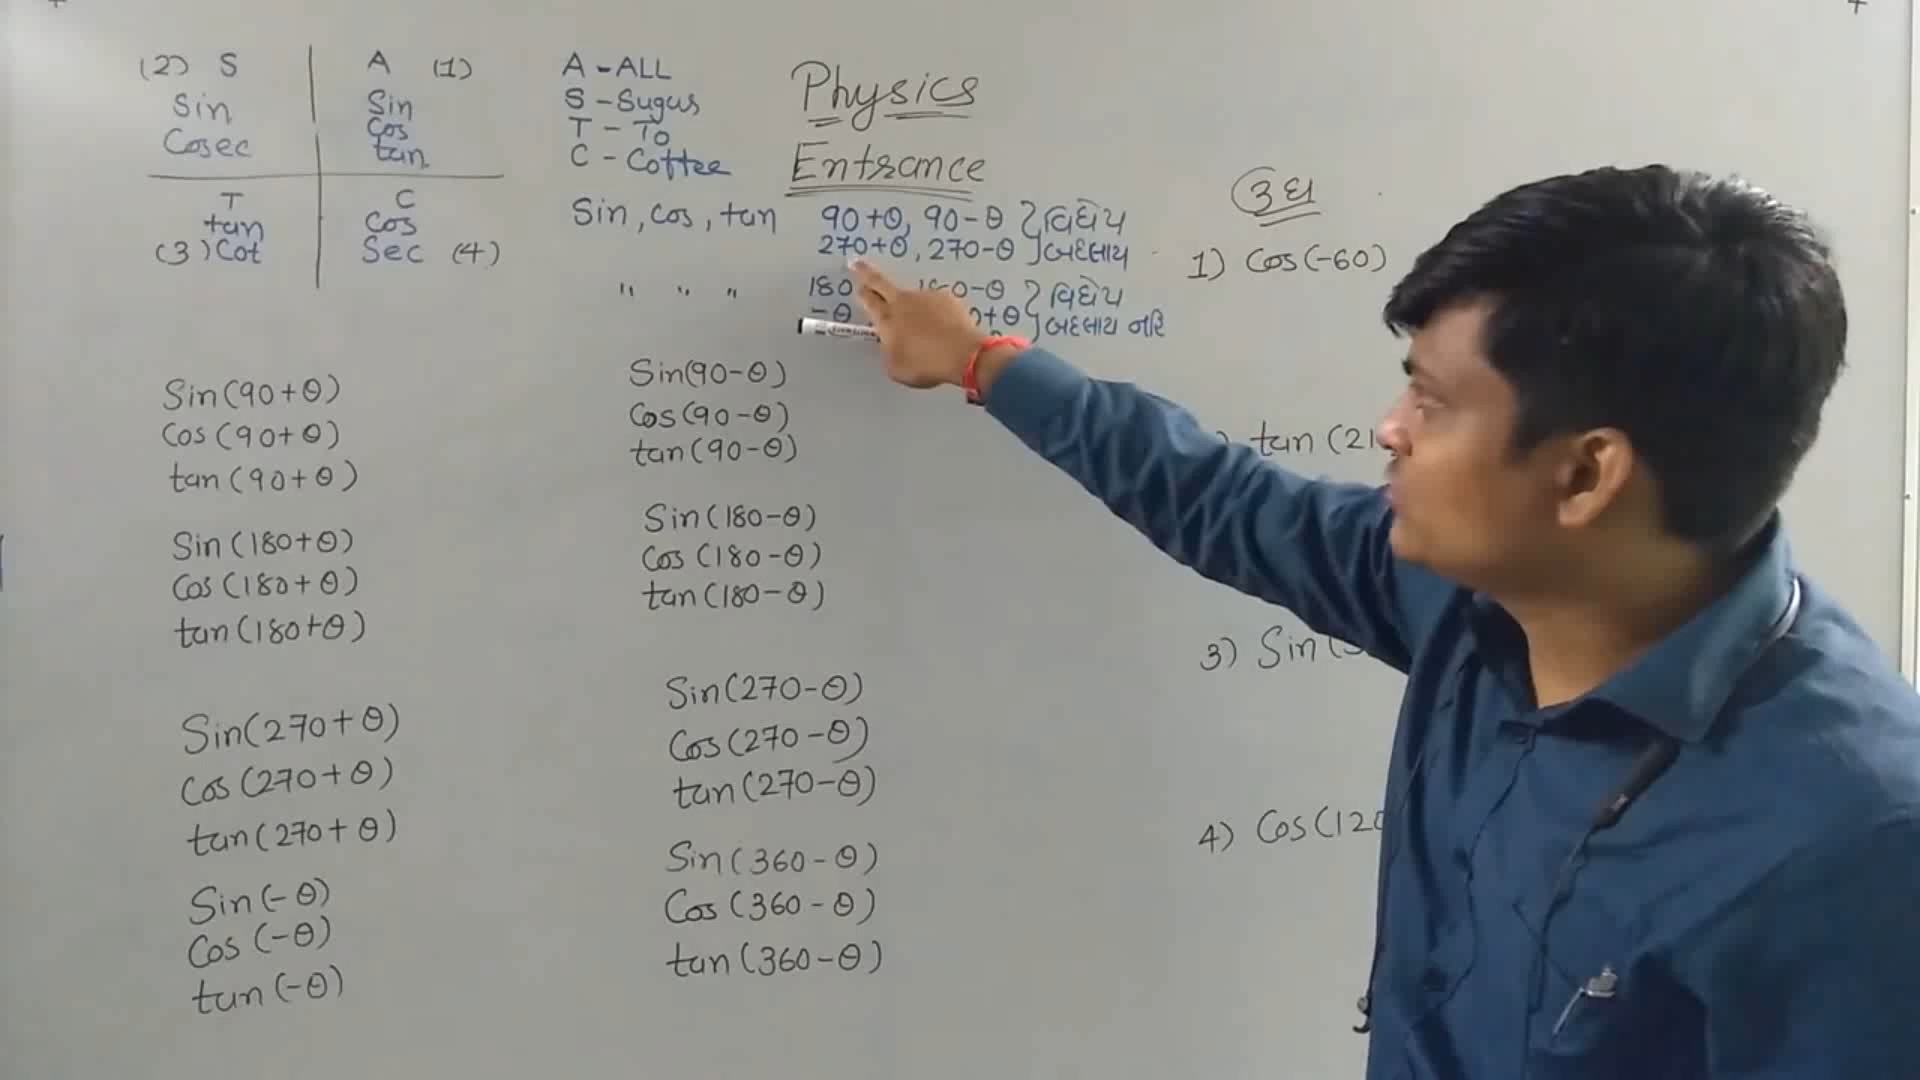 (2) S
Sin
Cosec
A (1)
Sin
Cos
tan
T
tan
(3) Cot
C
Cos
Sec (4)
A - ALL
S - Sugus
T - To
C - Coffee
Physics
Entrance
Sin, cos, tan 90+θ, 90-θ } વિધેય
270+θ, 270-θ } બદલાય
" " " 180 180-θ } વિધેય
-θ +θ } બદલાય નહિ
Sin(90+θ)
Cos(90+θ)
tan(90+θ)
Sin(180+θ)
Cos(180+θ)
tan(180+θ)
Sin(270+θ)
Cos(270+θ)
tan(270+θ)
Sin(-θ)
Cos(-θ)
tan(-θ)
Sin(90-θ)
Cos(90-θ)
tan(90-θ)
Sin(180-θ)
Cos(180-θ)
tan(180-θ)
Sin(270-θ)
Cos(270-θ)
tan(270-θ)
Sin(360-θ)
Cos(360-θ)
tan(360-θ)
1) Cos(-60)
tan(21
3) Sin(
4) Cos(120